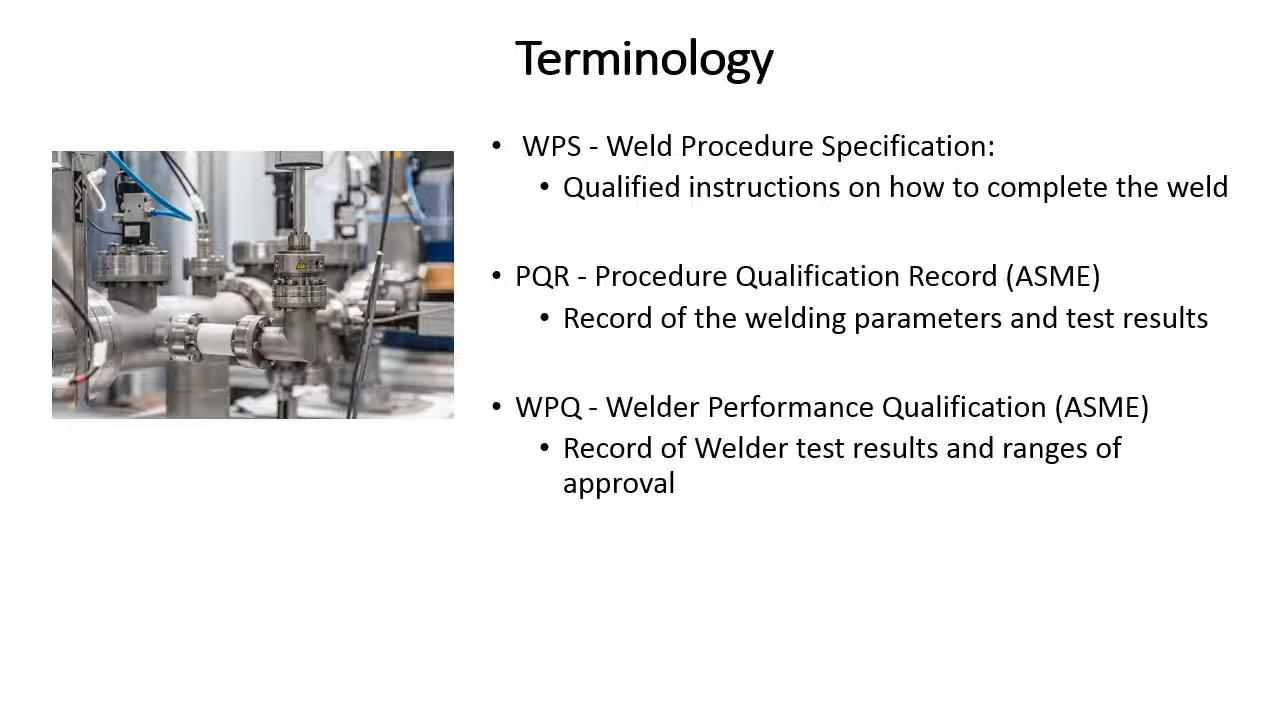 Terminology
• WPS - Weld Procedure Specification:
• Qualified instructions on how to complete the weld
• PQR - Procedure Qualification Record (ASME)
• Record of the welding parameters and test results
• WPQ - Welder Performance Qualification (ASME)
• Record of Welder test results and ranges of
approval